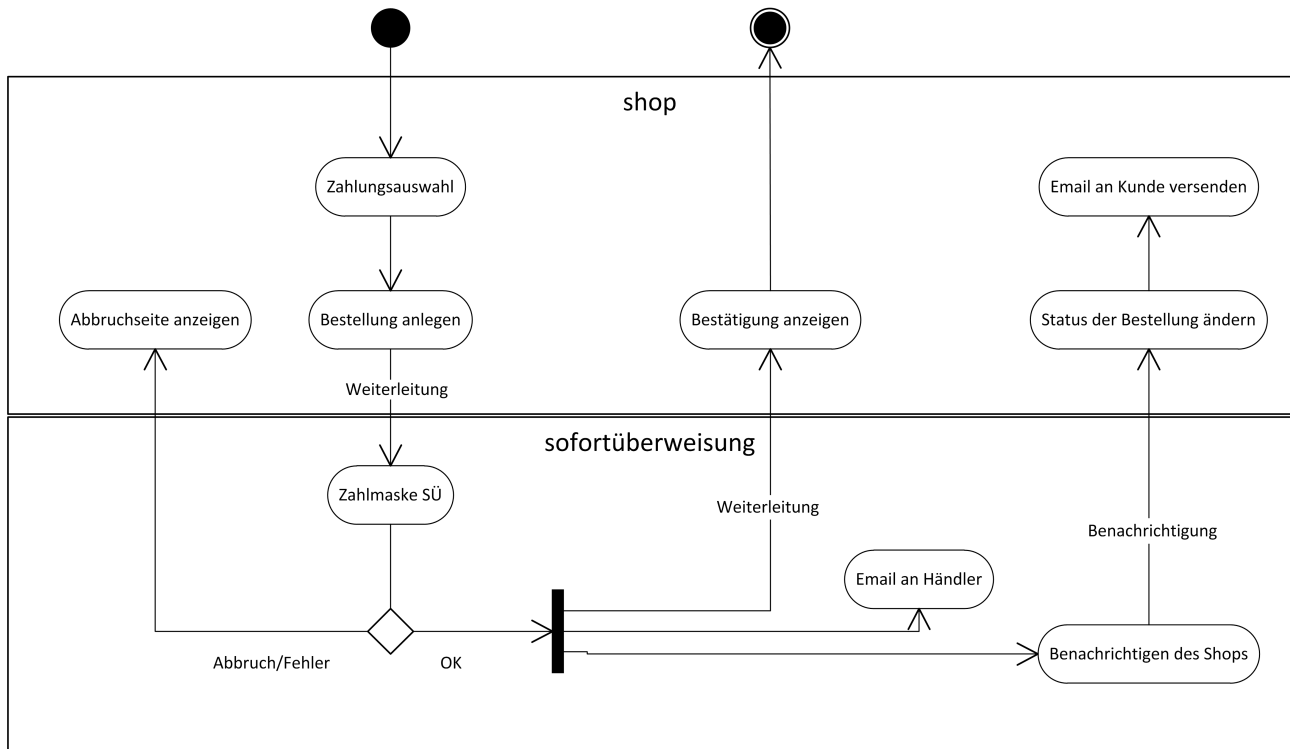 shop
Zahlungsauswahl
Email an Kunde versenden
Abbruchseite anzeigen
Bestellung anlegen
Bestätigung anzeigen
Status der Bestellung ändern
Weiterleitung
sofortüberweisung
Zahlmaske SÜ
Weiterleitung
Benachrichtigung
Email an Händler
Abbruch/Fehler
OK
Benachrichtigen des Shops